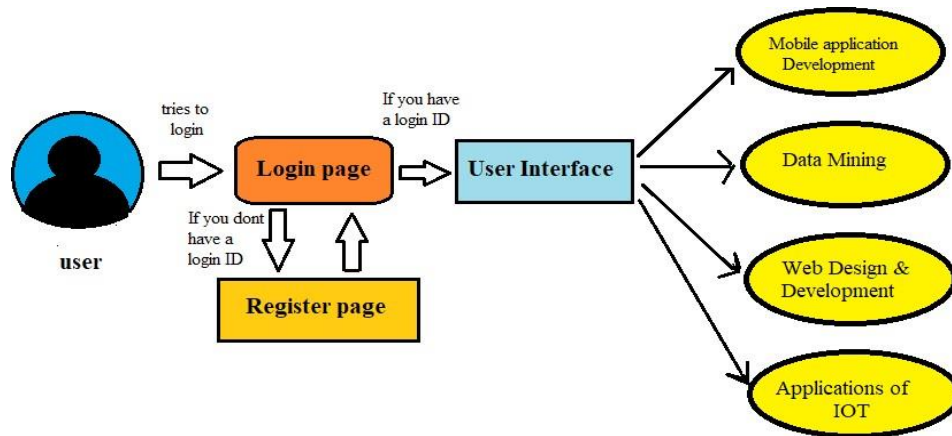 user
tries to
login
Login page
If you dont
have a
login ID
Register page
If you have
a login ID
User Interface
Mobile application
Development
Data Mining
Web Design &
Development
Applications of
IOT